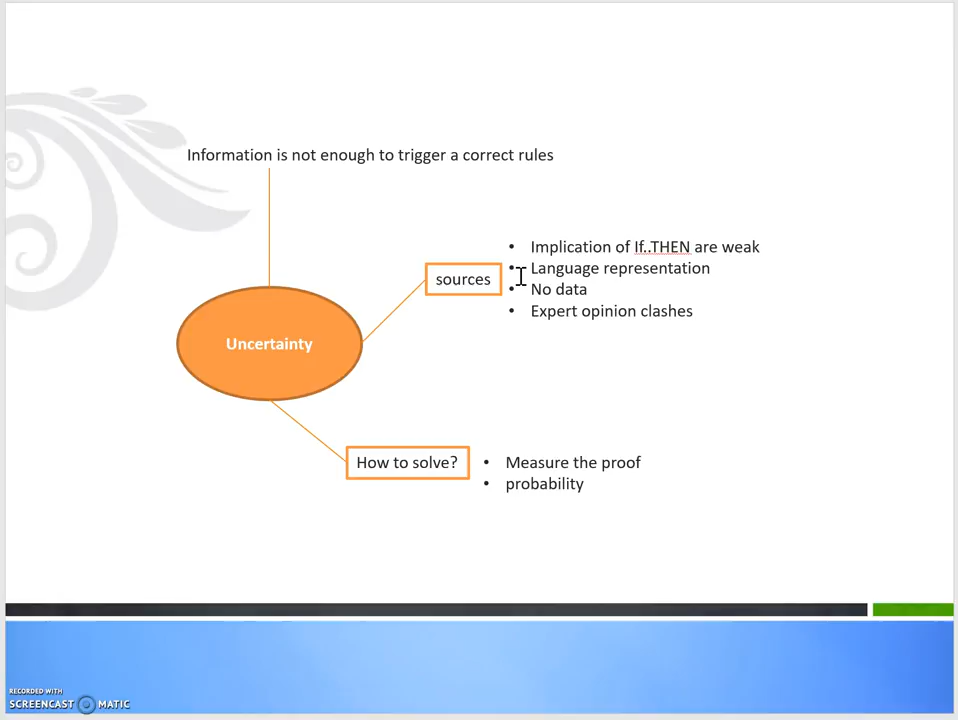 Information is not enough to trigger a correct rules
• Implication of If..THEN are weak
sources
• Language representation
• No data
• Expert opinion clashes
Uncertainty
How to solve?
• Measure the proof
• probability
RECORDED WITH
SCREENCAST MATIC